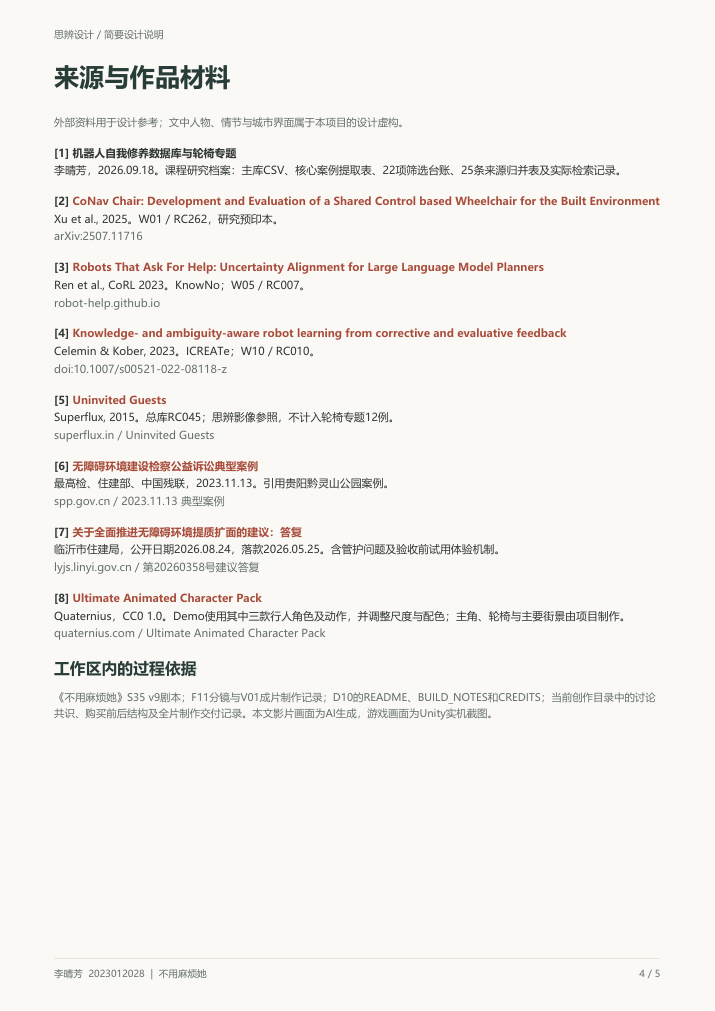 思辨设计 / 简要设计说明
来源与作品材料
外部资料用于设计参考；文中人物、情节与城市界面属于本项目的设计虚构。
[1] 机器人自我修养数据库与轮椅专题
李晴芳，2026.09.18。课程研究档案：主库CSV、核心案例提取表、22项筛选台账、25条来源归并表及实际检索记录。
[2] CoNav Chair: Development and Evaluation of a Shared Control based Wheelchair for the Built Environment
Xu et al., 2025。W01 / RC262，研究预印本。
arXiv:2507.11716
[3] Robots That Ask For Help: Uncertainty Alignment for Large Language Model Planners
Ren et al., CoRL 2023。KnowNo；W05 / RC007。
robot-help.github.io
[4] Knowledge- and ambiguity-aware robot learning from corrective and evaluative feedback
Celemin & Kober, 2023。ICREATe；W10 / RC010。
doi:10.1007/s00521-022-08118-z
[5] Uninvited Guests
Superflux, 2015。总库RC045；思辨影像参照，不计入轮椅专题12例。
superflux.in / Uninvited Guests
[6] 无障碍环境建设检察公益诉讼典型案例
最高检、住建部、中国残联，2023.11.13。引用贵阳黔灵山公园案例。
spp.gov.cn / 2023.11.13 典型案例
[7] 关于全面推进无障碍环境提质扩面的建议：答复
临沂市住建局，公开日期2026.08.24，落款2026.05.25。含管护问题及验收前试用体验机制。
lyjs.linyi.gov.cn / 第20260358号建议答复
[8] Ultimate Animated Character Pack
Quaternius，CC0 1.0。Demo使用其中三款行人角色及动作，并调整尺度与配色；主角、轮椅与主要街景由项目制作。
quaternius.com / Ultimate Animated Character Pack
工作区内的过程依据
《不用麻烦她》S35 v9剧本；F11分镜与V01成片制作记录；D10的README、BUILD_NOTES和CREDITS；当前创作目录中的讨论
共识、购买前后结构及全片制作交付记录。本文影片画面为AI生成，游戏画面为Unity实机截图。
李晴芳 2023012028 | 不用麻烦她
4 / 5